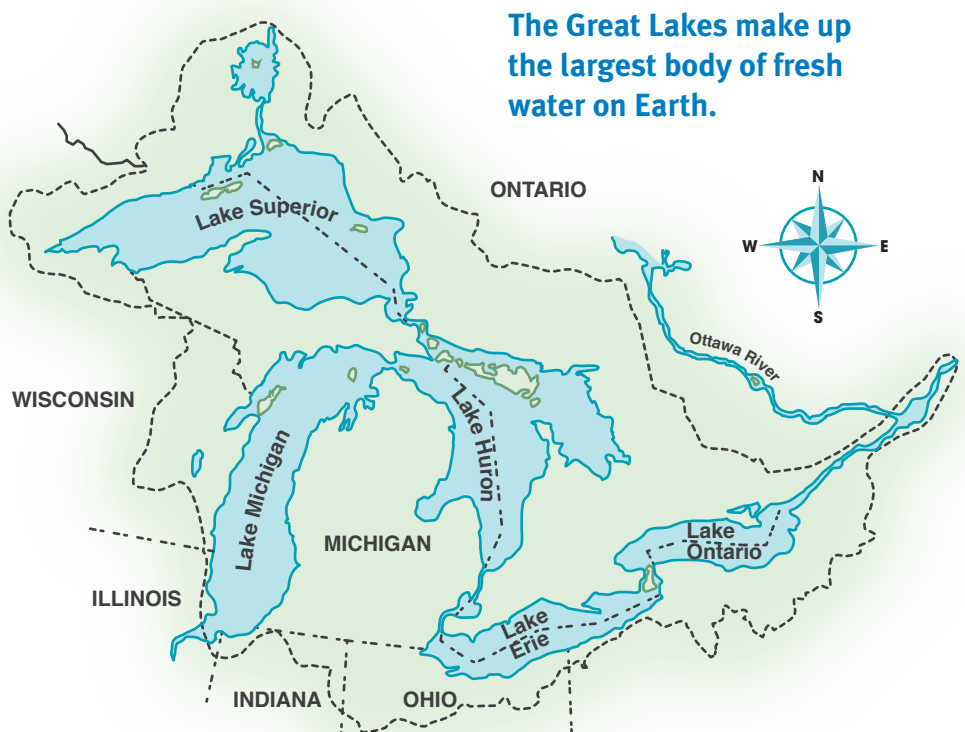 The Great Lakes make up
the largest body of fresh
water on Earth.
ONTARIO
N
W
E
S
Lake Superior
Ottawa River
WISCONSIN
Lake Huron
Lake Michigan
MICHIGAN
Lake
Ontario
ILLINOIS
Lake
Erie
INDIANA
OHIO